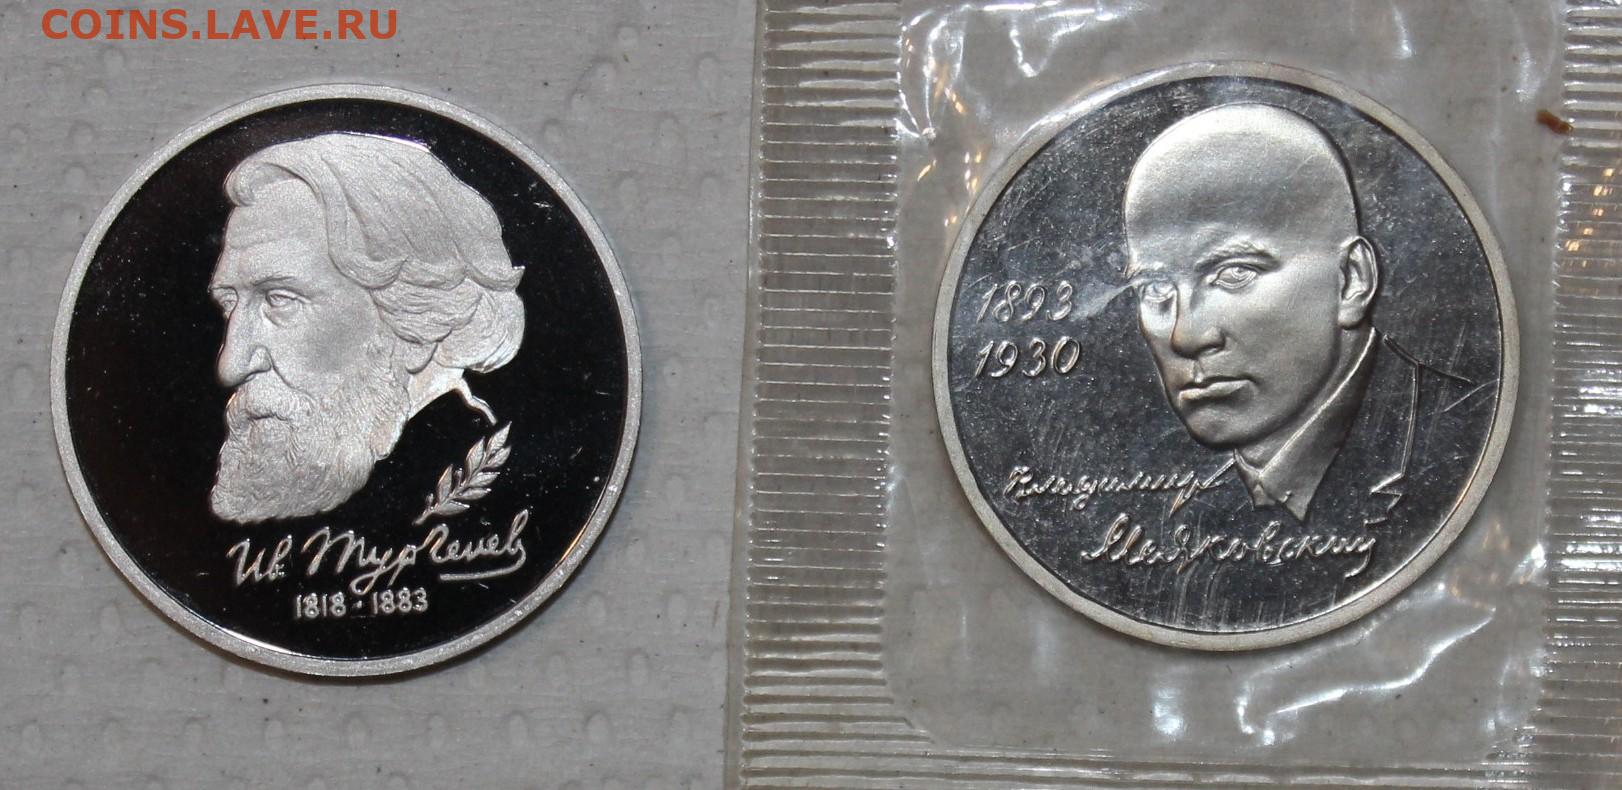 COINS.LAVE.RU
Ив. Тургенев
1818 · 1883
1893
1930
Владимир
Маяковский